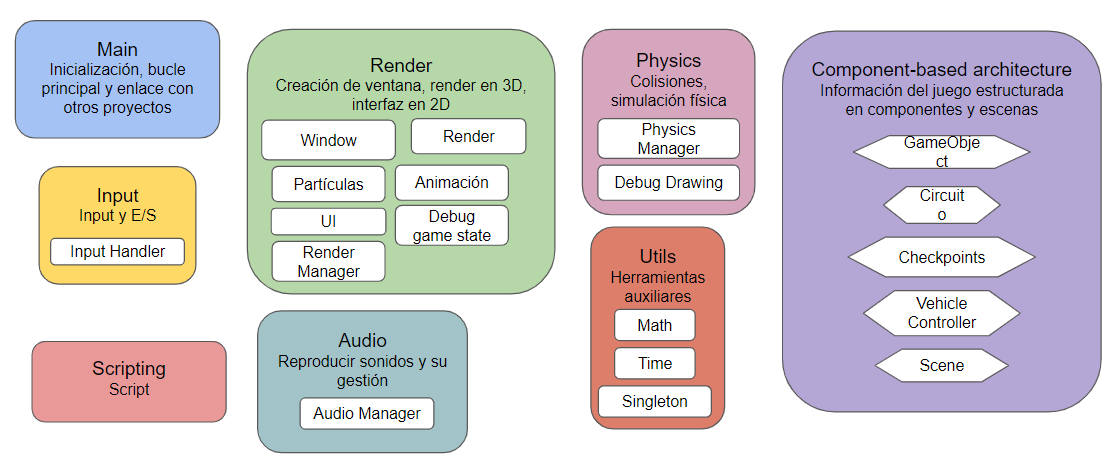 Main
Inicialización, bucle
principal y enlace con
otros proyectos
Input
Input y E/S
Input Handler
Scripting
Script
Render
Creación de ventana, render en 3D,
interfaz en 2D
Window
Render
Partículas
Animación
UI
Debug
game state
Render
Manager
Audio
Reproducir sonidos y su
gestión
Audio Manager
Physics
Colisiones,
simulación física
Physics
Manager
Debug Drawing
Utils
Herramientas
auxiliares
Math
Time
Singleton
Component-based architecture
Información del juego estructurada
en componentes y escenas
GameObje
ct
Circuit
o
Checkpoints
Vehicle
Controller
Scene